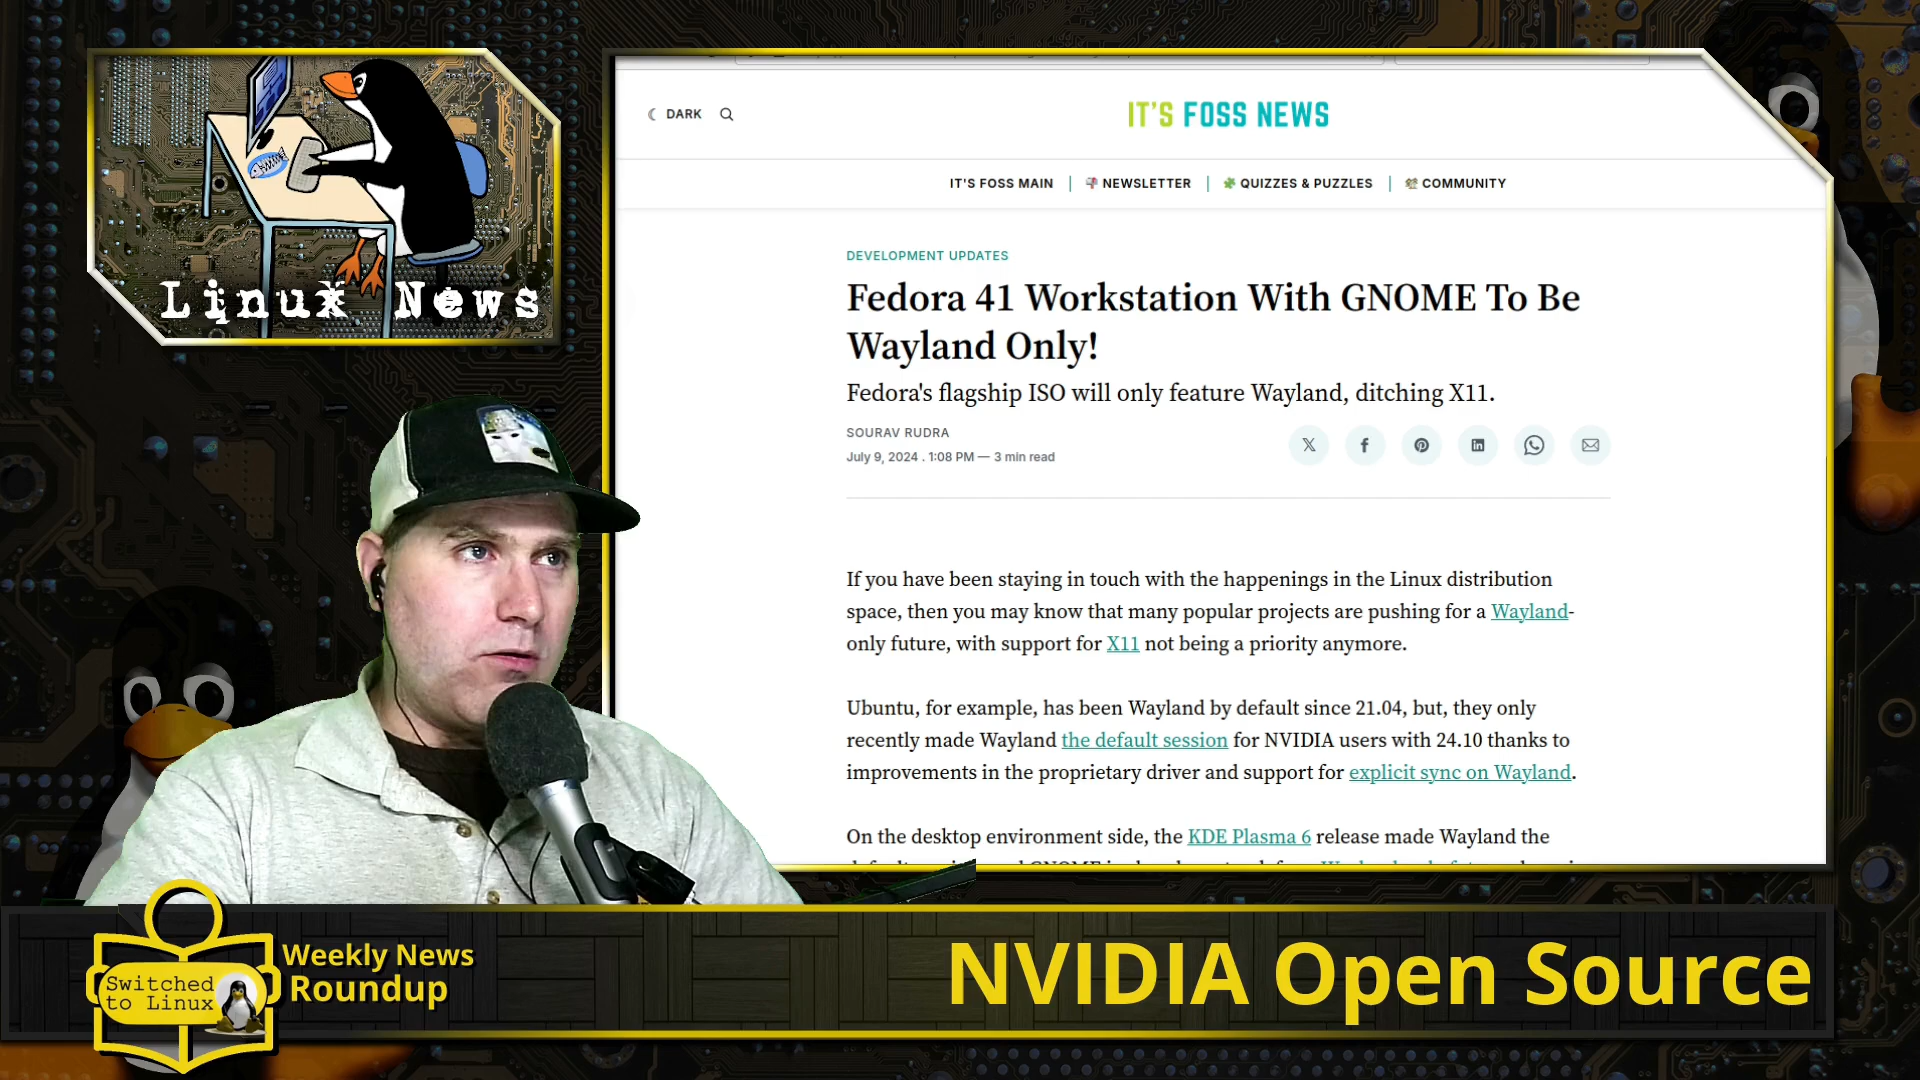 Linux News
DARK
IT'S FOSS NEWS
IT'S FOSS MAIN
NEWSLETTER
QUIZZES & PUZZLES
COMMUNITY
DEVELOPMENT UPDATES
Fedora 41 Workstation With GNOME To Be
Wayland Only!
Fedora's flagship ISO will only feature Wayland, ditching X11.
SOURAV RUDRA
July 9, 2024 . 1:08 PM — 3 min read
If you have been staying in touch with the happenings in the Linux distribution
space, then you may know that many popular projects are pushing for a Wayland-
only future, with support for X11 not being a priority anymore.
Ubuntu, for example, has been Wayland by default since 21.04, but, they only
recently made Wayland the default session for NVIDIA users with 24.10 thanks to
improvements in the proprietary driver and support for explicit sync on Wayland.
On the desktop environment side, the KDE Plasma 6 release made Wayland the
Switched
to Linux
Weekly News
Roundup
NVIDIA Open Source